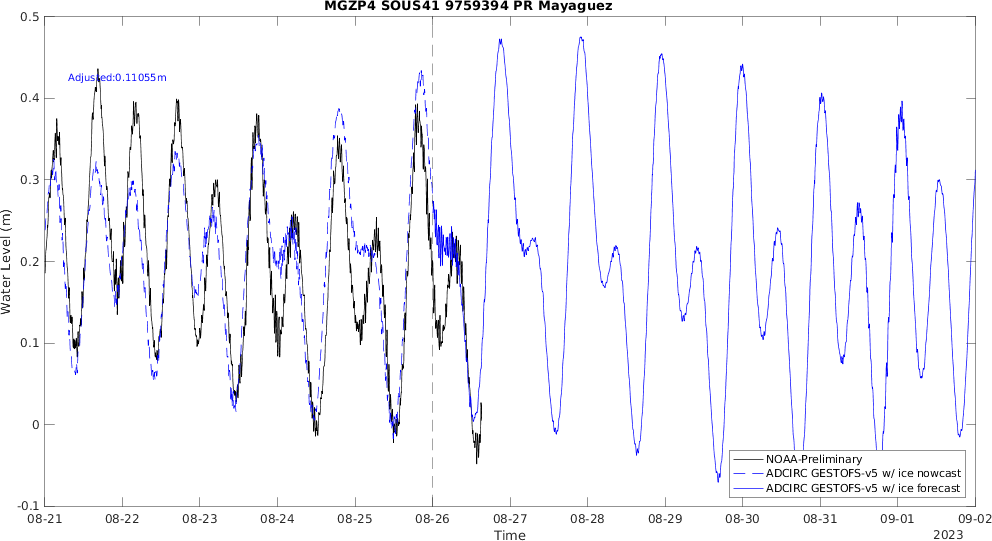 MGZP4 SOUS41 9759394 PR Mayaguez
Adjusted:0.11055m
0.5
0.4
0.3
0.2
0.1
0
-0.1
Water Level (m)
NOAA-Preliminary
ADCIRC GESTOFS-v5 w/ ice nowcast
ADCIRC GESTOFS-v5 w/ ice forecast
08-21 08-22 08-23 08-24 08-25 08-26 08-27 08-28 08-29 08-30 08-31 09-01 09-02
Time
2023